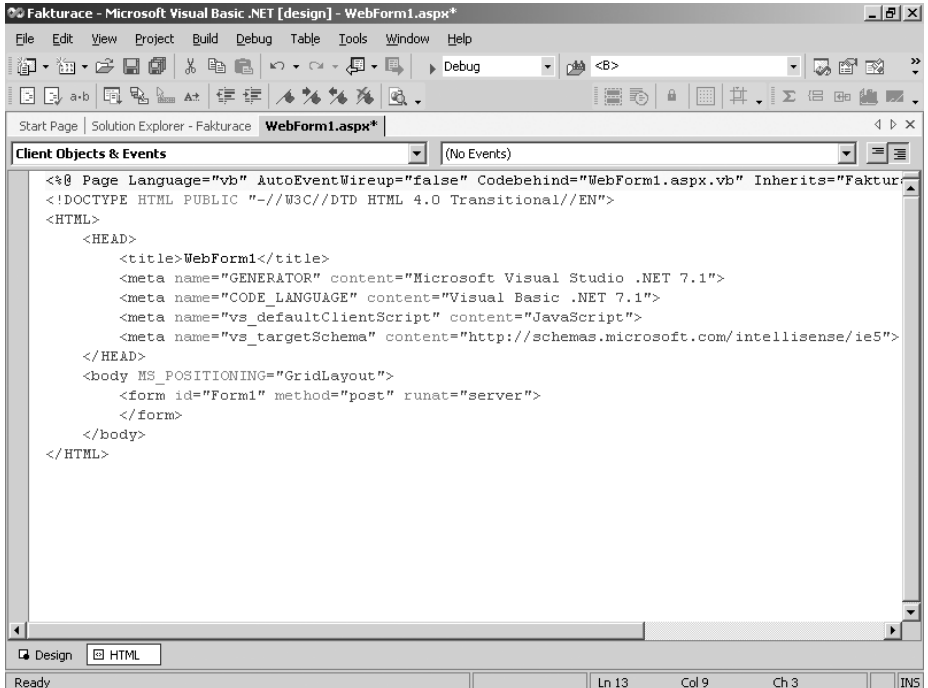 Fakturace - Microsoft Visual Basic .NET [design] - WebForm1.aspx*
File Edit View Project Build Debug Table Tools Window Help
Debug <B>
a·b A
Start Page Solution Explorer - Fakturace WebForm1.aspx*
Client Objects & Events (No Events)
<%@ Page Language="vb" AutoEventWireup="false" Codebehind="WebForm1.aspx.vb" Inherits="Faktur
<!DOCTYPE HTML PUBLIC "-//W3C//DTD HTML 4.0 Transitional//EN">
<HTML>
<HEAD>
<title>WebForm1</title>
<meta name="GENERATOR" content="Microsoft Visual Studio .NET 7.1">
<meta name="CODE_LANGUAGE" content="Visual Basic .NET 7.1">
<meta name="vs_defaultClientScript" content="JavaScript">
<meta name="vs_targetSchema" content="http://schemas.microsoft.com/intellisense/ie5">
</HEAD>
<body MS_POSITIONING="GridLayout">
<form id="Form1" method="post" runat="server">
</form>
</body>
</HTML>
Design HTML
Ready Ln 13 Col 9 Ch 3 INS